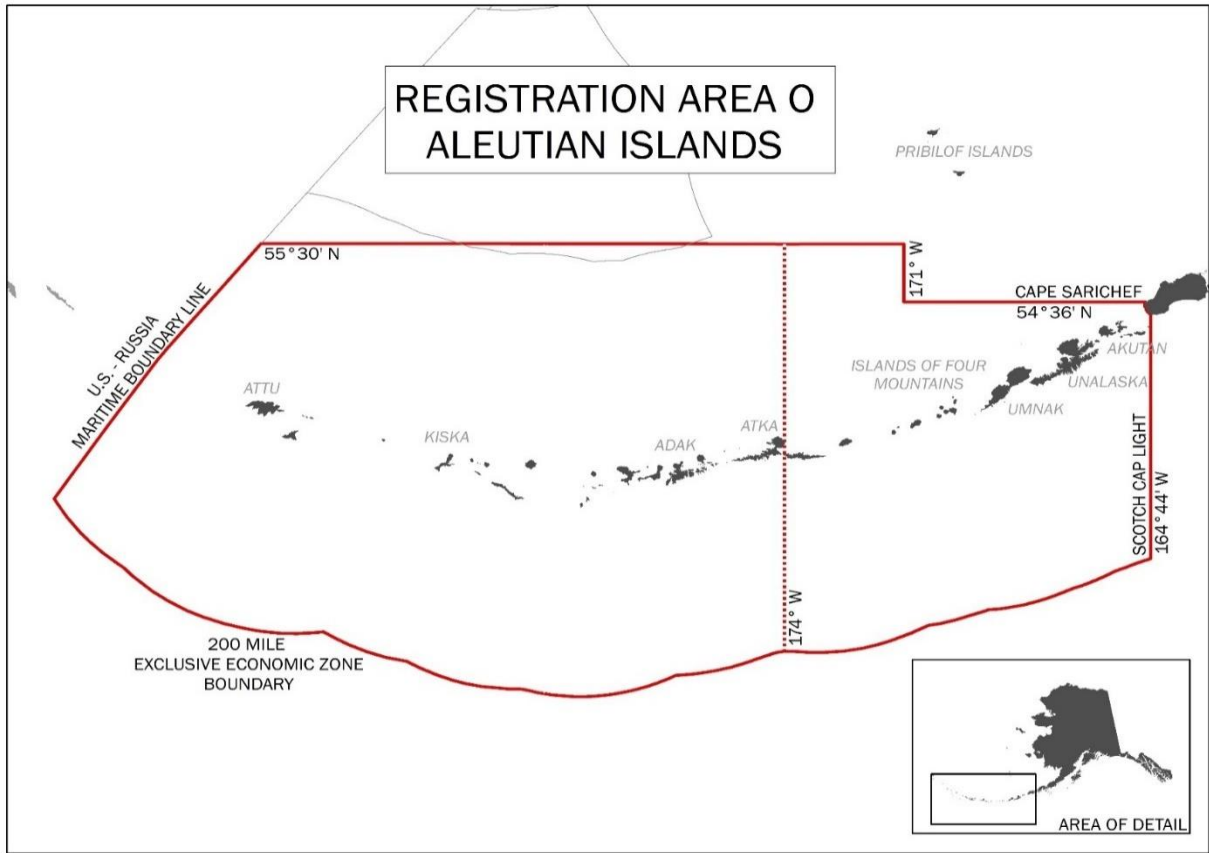 REGISTRATION AREA O
ALEUTIAN ISLANDS
PRIBILOF ISLANDS
55°30' N
171° W
CAPE SARICHEF
54°36' N
U.S. - RUSSIA
MARITIME BOUNDARY LINE
ISLANDS OF FOUR
MOUNTAINS
AKUTAN
UNALASKA
UMNAK
ATTU
KISKA
ADAK
ATKA
SCOTCH CAP LIGHT
164°44' W
174° W
200 MILE
EXCLUSIVE ECONOMIC ZONE
BOUNDARY
AREA OF DETAIL